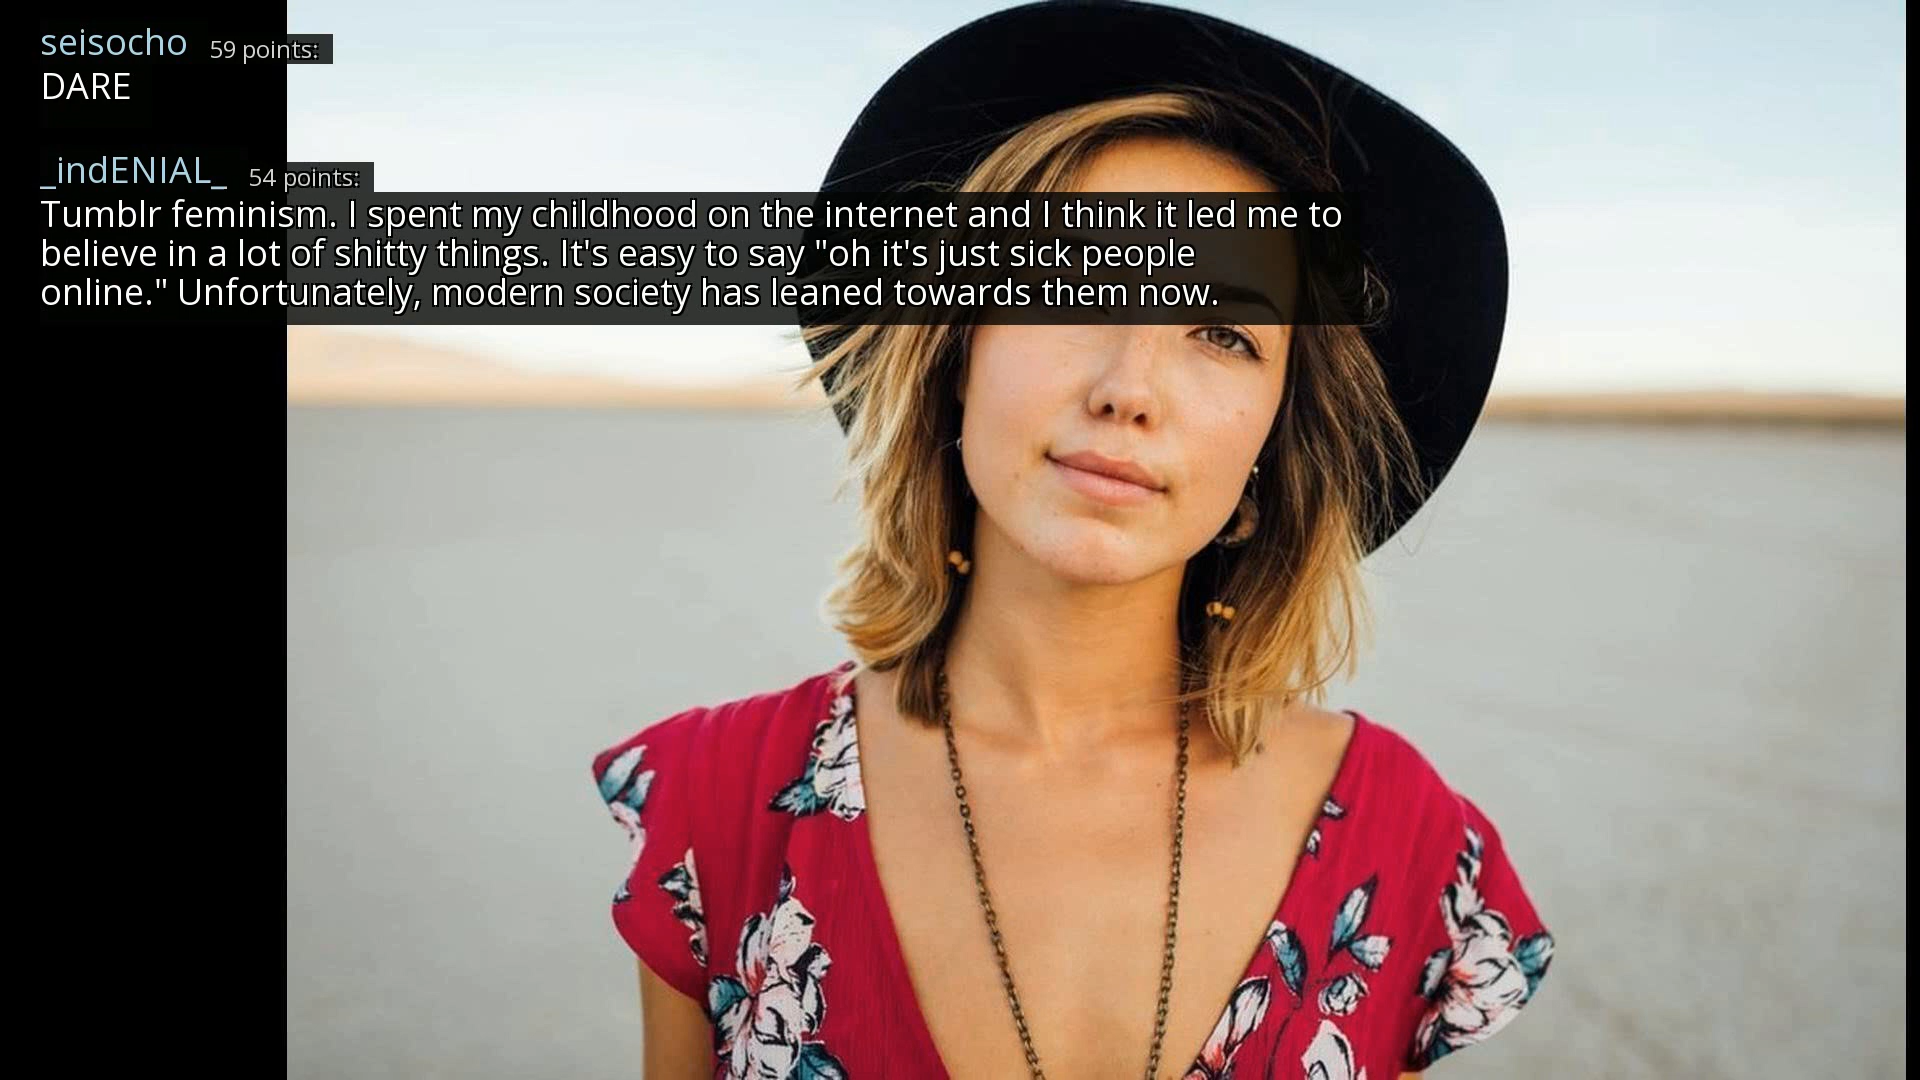 seisocho 59 points:
DARE
_indENIAL_ 54 points:
Tumblr feminism. I spent my childhood on the internet and I think it led me to
believe in a lot of shitty things. It's easy to say "oh it's just sick people
online." Unfortunately, modern society has leaned towards them now.